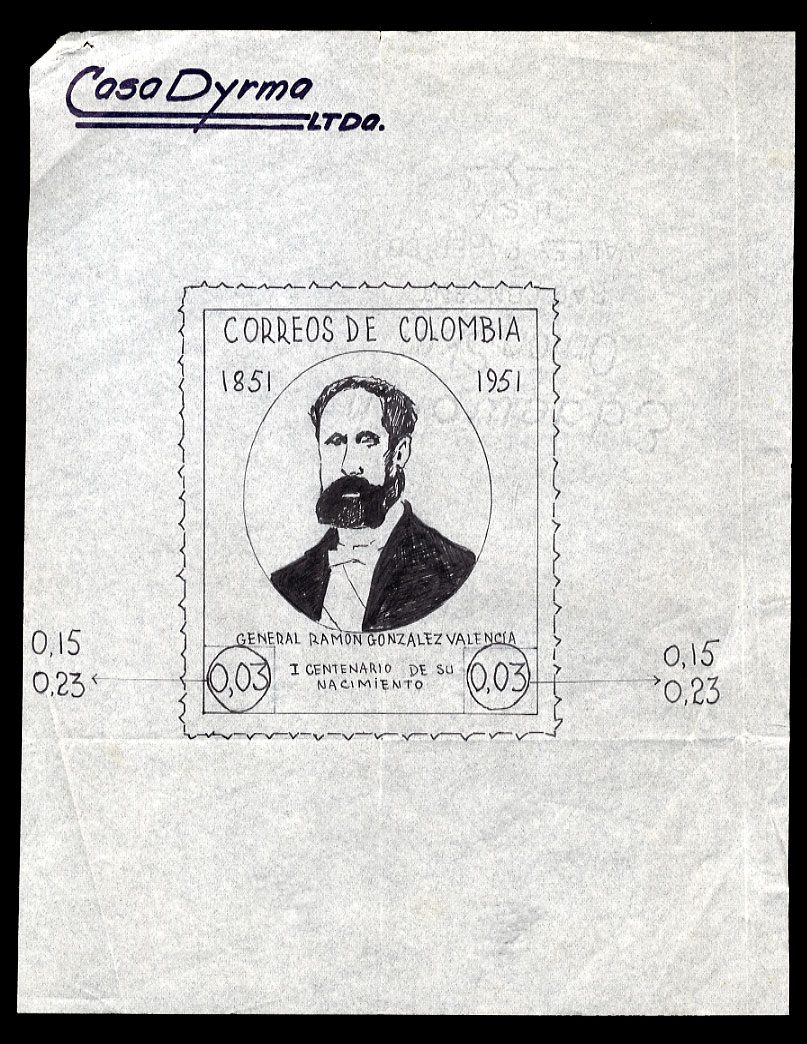 Casa Dyrma
LTDa.
CORREOS DE COLOMBIA
1851 1951
GENERAL RAMON GONZALEZ VALENCIA
0,15 0,15
0,23 0,03 I CENTENARIO DE SU 0,03 0,23
NACIMIENTO